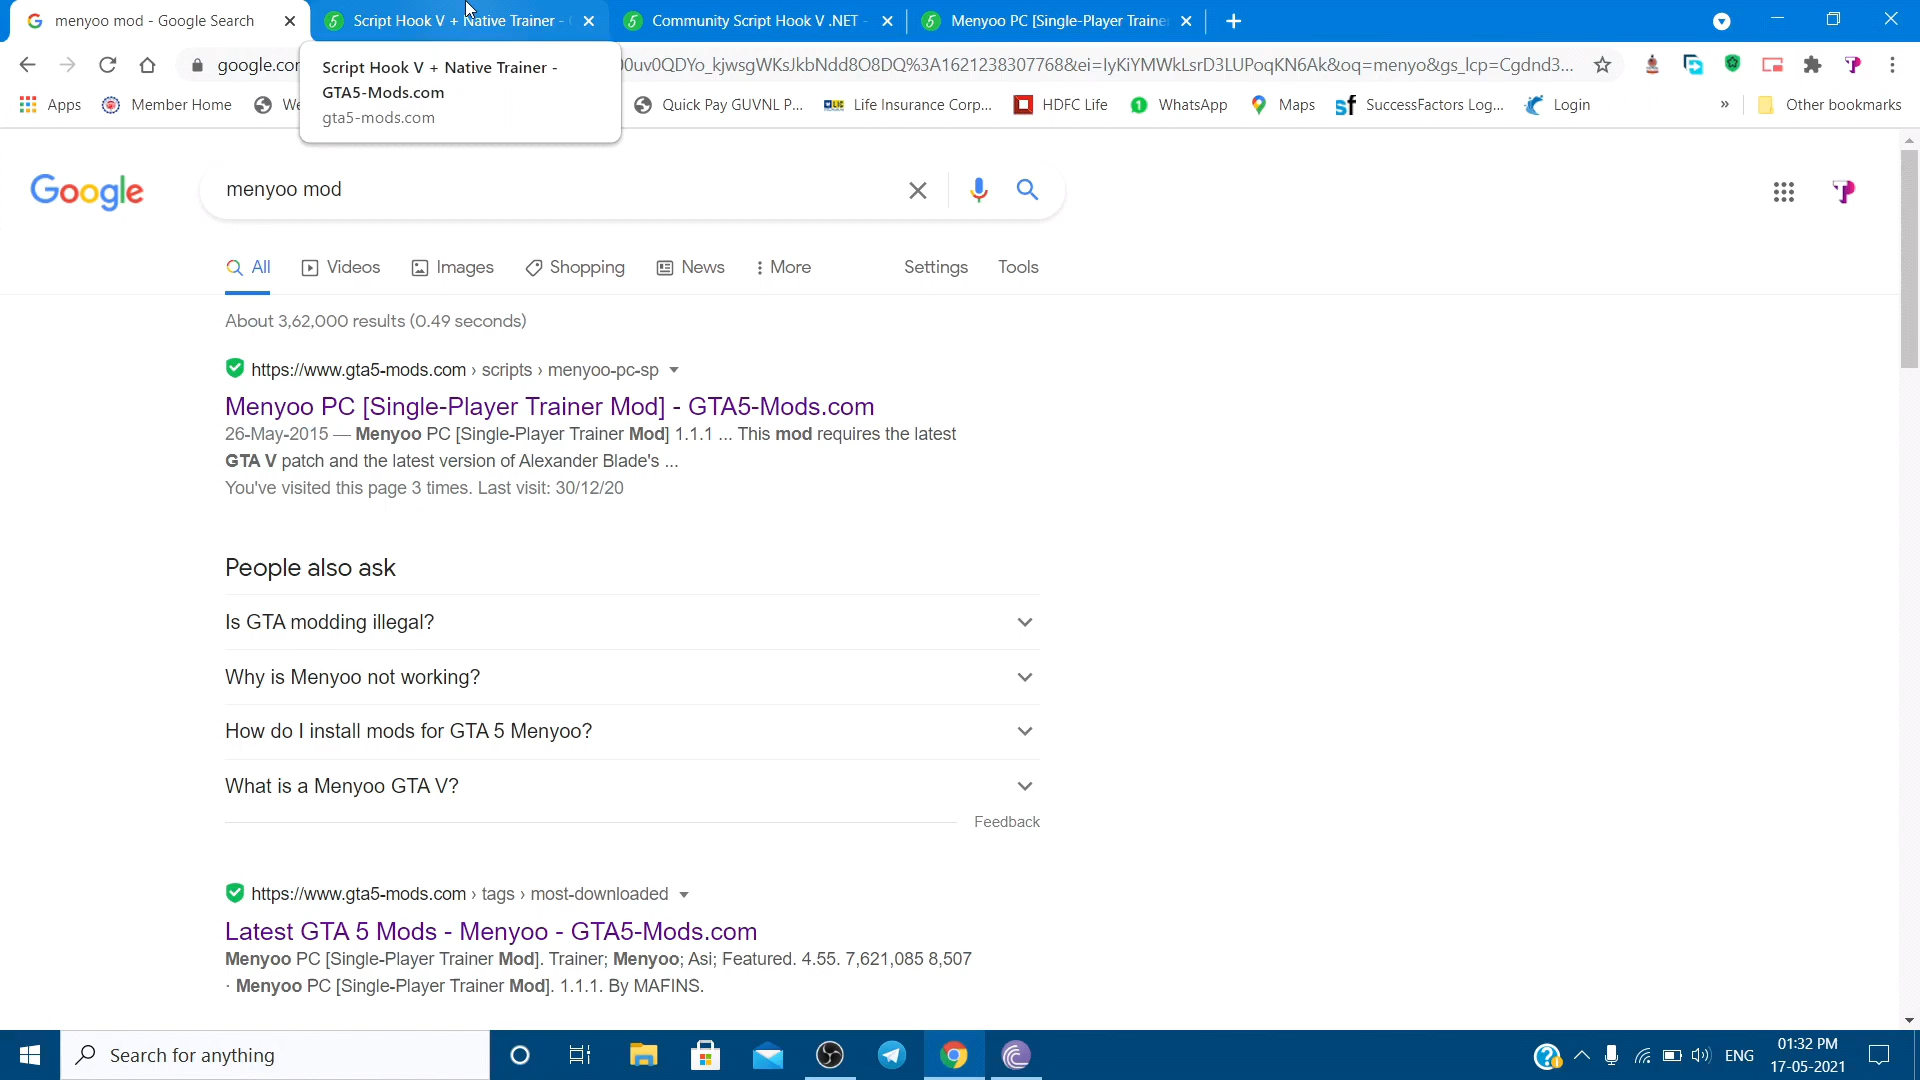 menyoo mod - Google Search
Script Hook V + Native Trainer -
Community Script Hook V .NET -
Menyoo PC [Single-Player Traine
google.co
0uv0QDYo_kjwsgWKsJkbNdd8O8DQ%3A1621238307768&ei=IyKiYMWkLsrD3LUPoqKN6Ak&oq=menyo&gs_lcp=Cgdnd3...
Script Hook V + Native Trainer -
GTA5-Mods.com
gta5-mods.com
Apps
Member Home
We
Quick Pay GUVNL P...
Life Insurance Corp...
HDFC Life
WhatsApp
Maps
SuccessFactors Log...
Login
»
Other bookmarks
Google
menyoo mod
All
Videos
Images
Shopping
News
More
Settings
Tools
About 3,62,000 results (0.49 seconds)
https://www.gta5-mods.com › scripts › menyoo-pc-sp
Menyoo PC [Single-Player Trainer Mod] - GTA5-Mods.com
26-May-2015 — Menyoo PC [Single-Player Trainer Mod] 1.1.1 ... This mod requires the latest
GTA V patch and the latest version of Alexander Blade's ...
You've visited this page 3 times. Last visit: 30/12/20
People also ask
Is GTA modding illegal?
Why is Menyoo not working?
How do I install mods for GTA 5 Menyoo?
What is a Menyoo GTA V?
Feedback
https://www.gta5-mods.com › tags › most-downloaded
Latest GTA 5 Mods - Menyoo - GTA5-Mods.com
Menyoo PC [Single-Player Trainer Mod]. Trainer; Menyoo; Asi; Featured. 4.55. 7,621,085 8,507
· Menyoo PC [Single-Player Trainer Mod]. 1.1.1. By MAFINS.
Search for anything
ENG
01:32 PM
17-05-2021